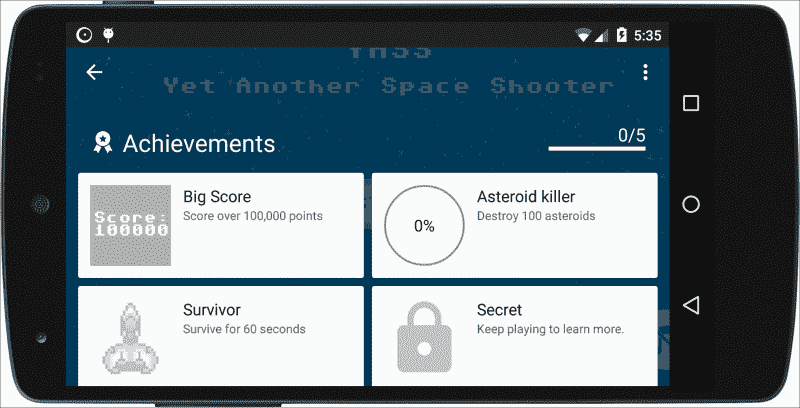 5:35
YASS
Yet Another Space Shooter
Achievements
0/5
Big Score
Score over 100,000 points
Score:
100000
Asteroid killer
Destroy 100 asteroids
0%
Survivor
Survive for 60 seconds
Secret
Keep playing to learn more.